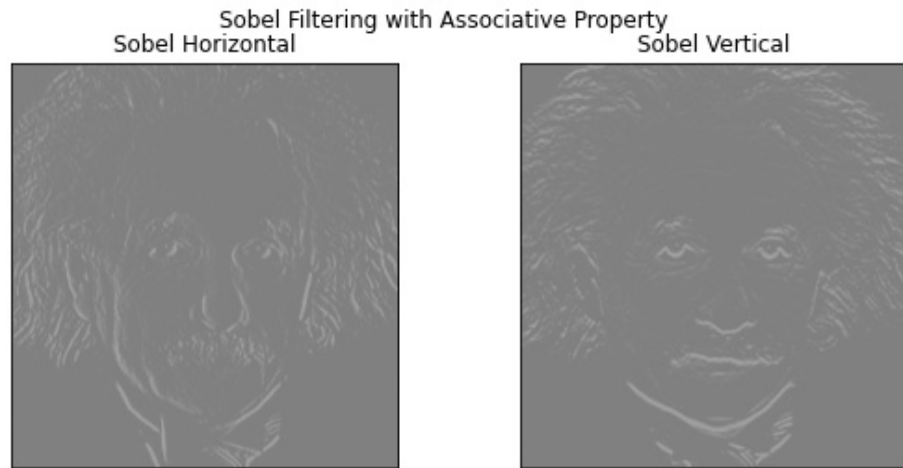 Sobel Filtering with Associative Property
Sobel Horizontal
Sobel Vertical